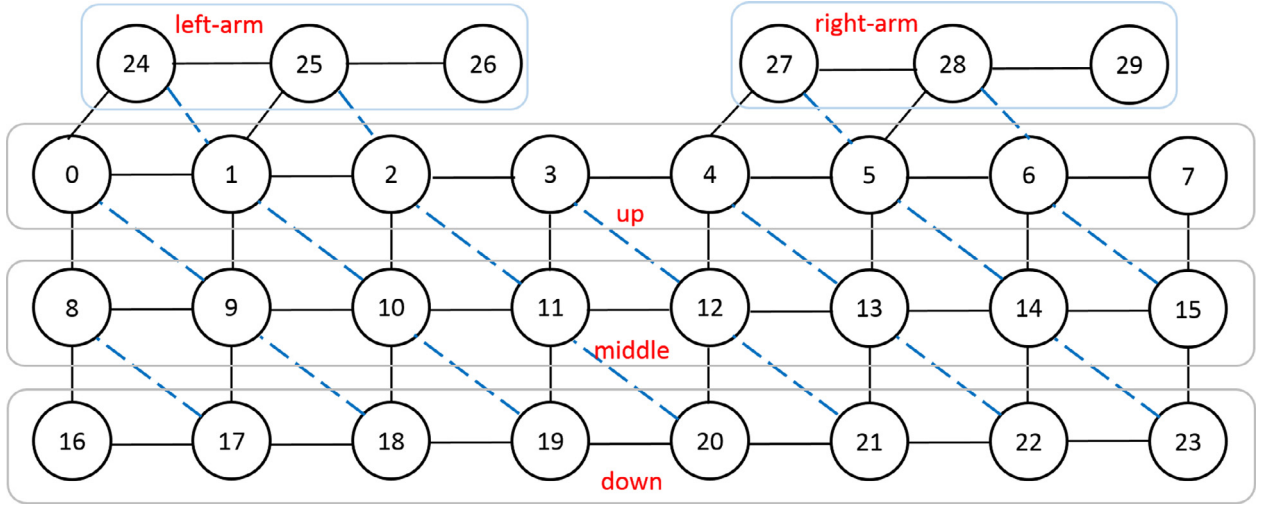 left-arm right-arm
24 25 26 27 28 29
0 1 2 3 4 5 6 7
up
8 9 10 11 12 13 14 15
middle
16 17 18 19 20 21 22 23
down